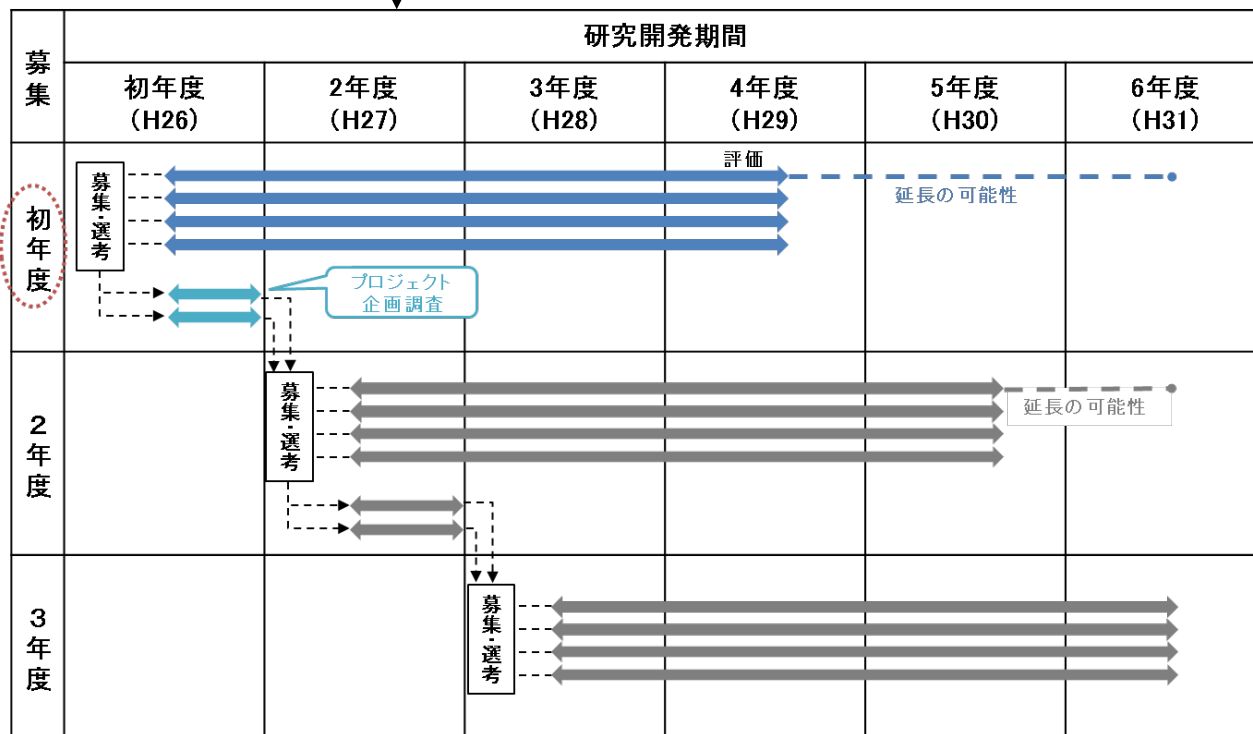 募集
研究開発期間
初年度
(H26)
2年度
(H27)
3年度
(H28)
4年度
(H29)
5年度
(H30)
6年度
(H31)
初年度
募集・選考
評価
延長の可能性
プロジェクト
企画調査
2年度
募集・選考
延長の可能性
3年度
募集・選考